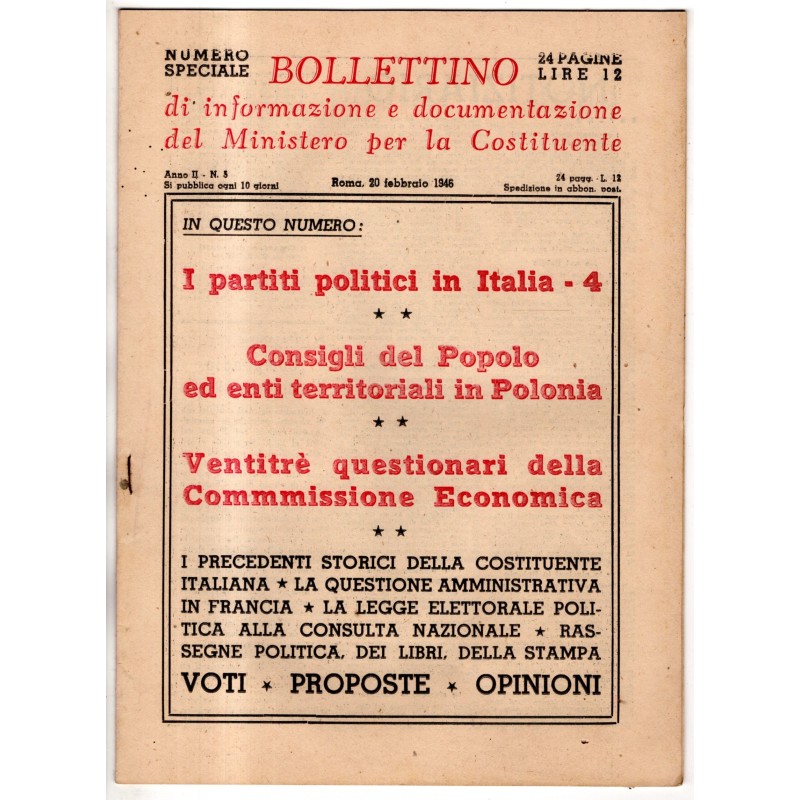 NUMERO
SPECIALE
BOLLETTINO
24 PAGINE
LIRE 12
di informazione e documentazione
del Ministero per la Costituente
Anno II - N. 5
Si pubblica ogni 10 giorni
Roma, 20 febbraio 1946
24 pagg. - L. 12
Spedizione in abbon. post.
IN QUESTO NUMERO:
I partiti politici in Italia - 4
★ ★
Consigli del Popolo
ed enti territoriali in Polonia
★ ★
Ventitrè questionari della
Commmissione Economica
★ ★
I PRECEDENTI STORICI DELLA COSTITUENTE
ITALIANA ★ LA QUESTIONE AMMINISTRATIVA
IN FRANCIA ★ LA LEGGE ELETTORALE POLI-
TICA ALLA CONSULTA NAZIONALE ★ RAS-
SEGNE POLITICA, DEI LIBRI, DELLA STAMPA
VOTI ★ PROPOSTE ★ OPINIONI